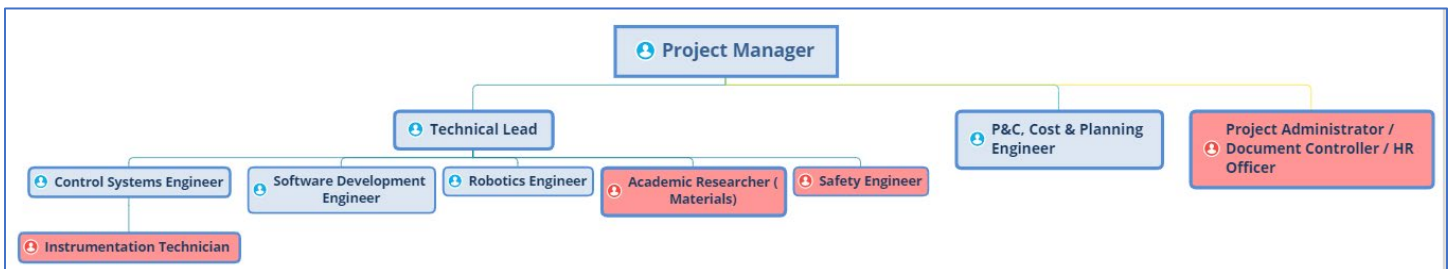 Project Manager
Technical Lead
P&C, Cost & Planning
Engineer
Project Administrator /
Document Controller / HR
Officer
Control Systems Engineer
Software Development
Engineer
Robotics Engineer
Academic Researcher (
Materials)
Safety Engineer
Instrumentation Technician